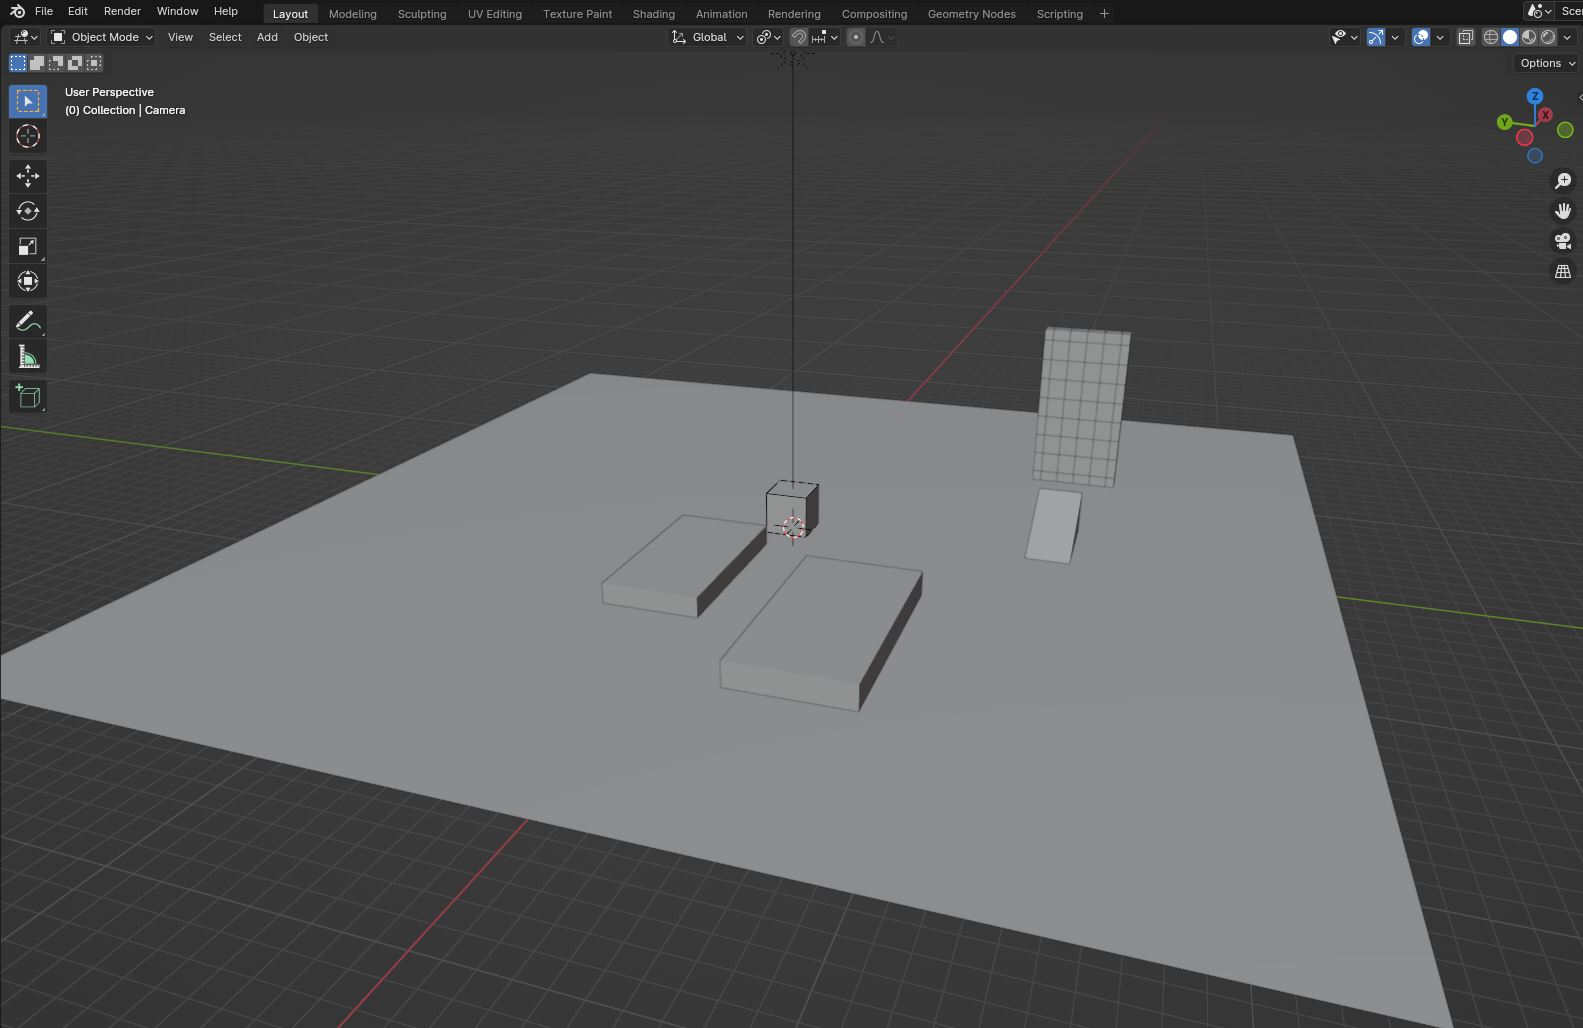 File Edit Render Window Help Layout Modeling Sculpting UV Editing Texture Paint Shading Animation Rendering Compositing Geometry Nodes Scripting + Scer
Object Mode View Select Add Object Global
Options
User Perspective
(0) Collection | Camera
Z
X
Y